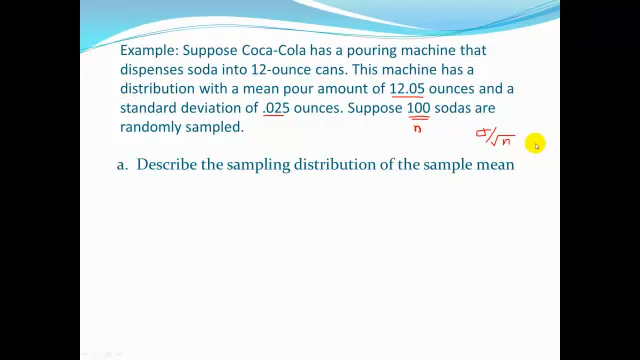 Example: Suppose Coca-Cola has a pouring machine that
dispenses soda into 12-ounce cans. This machine has a
distribution with a mean pour amount of 12.05 ounces and a
standard deviation of .025 ounces. Suppose 100 sodas are
randomly sampled.
n
σ/√n
a. Describe the sampling distribution of the sample mean